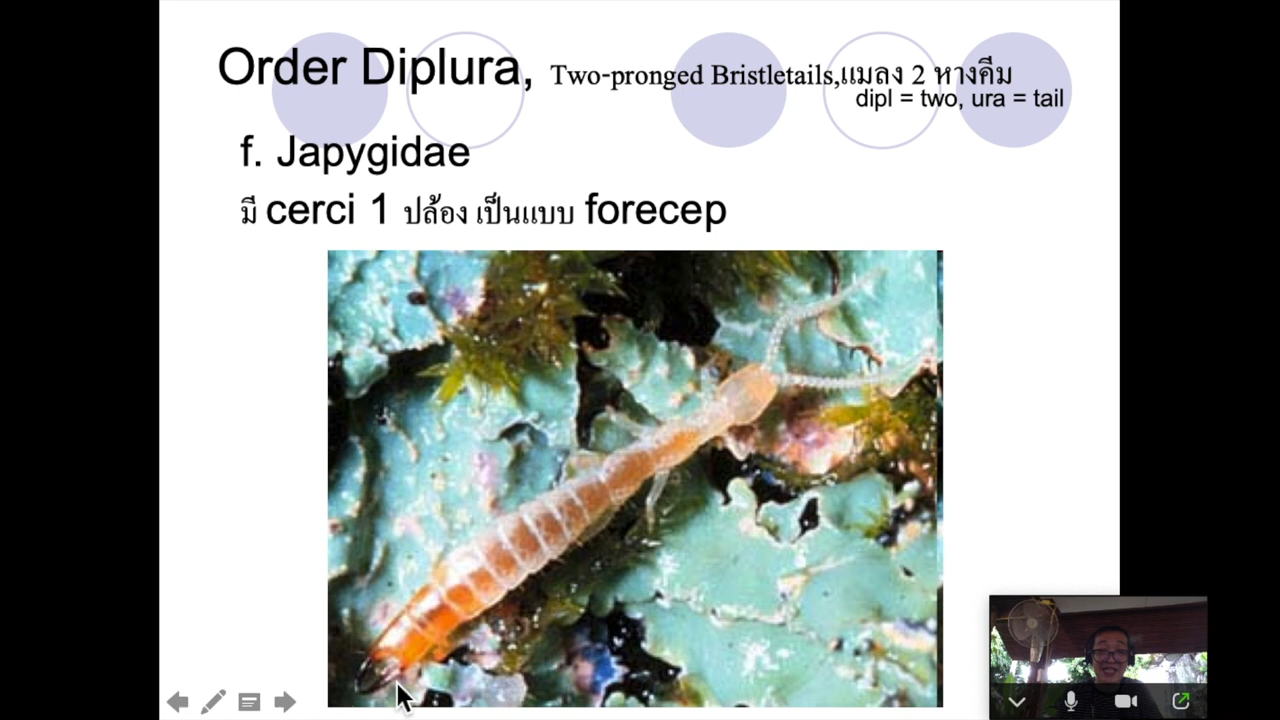 Order Diplura, Two-pronged Bristletails,แมลง 2 หางคีม
dipl = two, ura = tail
f. Japygidae
มี cerci 1 ปล้อง เป็นแบบ forecep